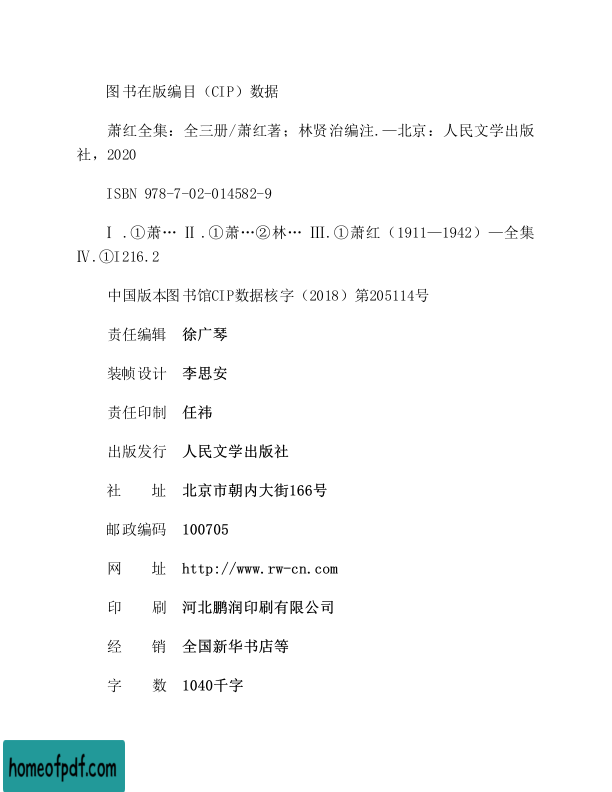 图书在版编目（CIP）数据
萧红全集：全三册/萧红著；林贤治编注.—北京：人民文学出版
社，2020
ISBN 978-7-02-014582-9
Ⅰ.①萧… Ⅱ.①萧…②林… Ⅲ.①萧红（1911—1942）—全集
Ⅳ.①I216.2
中国版本图书馆CIP数据核字（2018）第205114号
责任编辑 徐广琴
装帧设计 李思安
责任印制 任祎
出版发行 人民文学出版社
社 址 北京市朝内大街166号
邮政编码 100705
网 址 http://www.rw-cn.com
印 刷 河北鹏润印刷有限公司
经 销 全国新华书店等
字 数 1040千字
homeofpdf.com